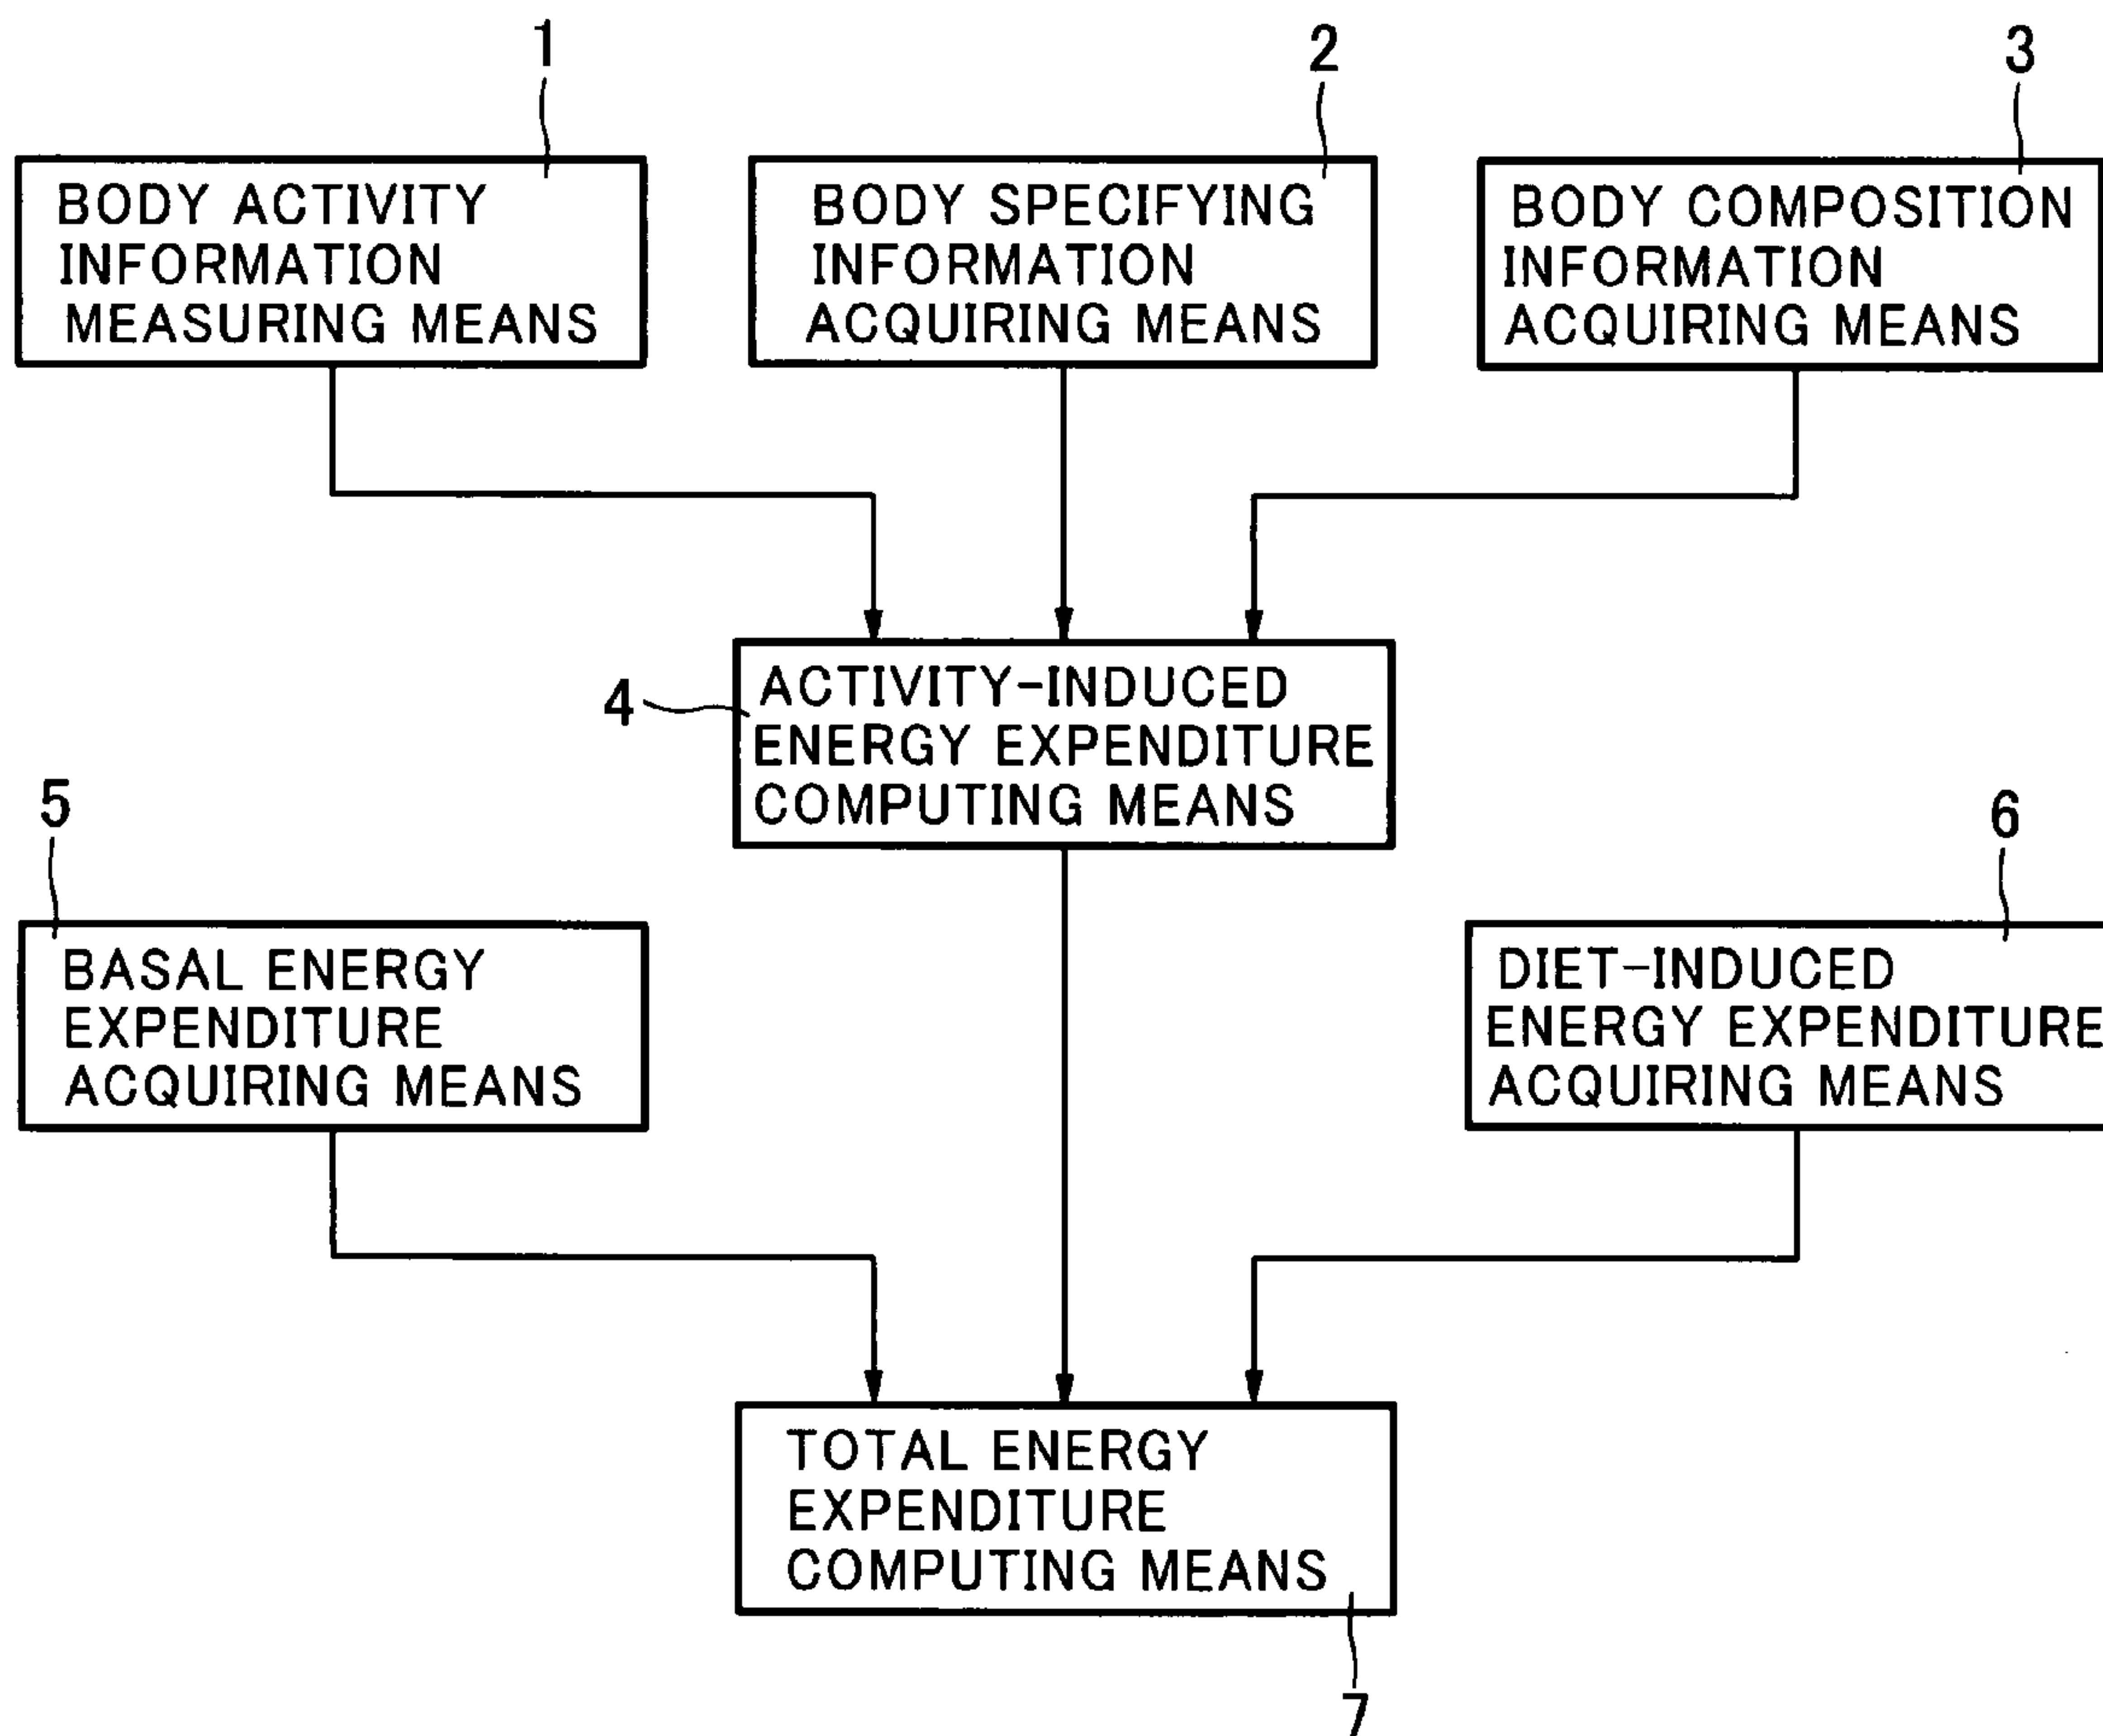 1
2
3
BODY ACTIVITY
INFORMATION
MEASURING MEANS
BODY SPECIFYING
INFORMATION
ACQUIRING MEANS
BODY COMPOSITION
INFORMATION
ACQUIRING MEANS
4
ACTIVITY-INDUCED
ENERGY EXPENDITURE
COMPUTING MEANS
5
6
BASAL ENERGY
EXPENDITURE
ACQUIRING MEANS
DIET-INDUCED
ENERGY EXPENDITURE
ACQUIRING MEANS
TOTAL ENERGY
EXPENDITURE
COMPUTING MEANS
7